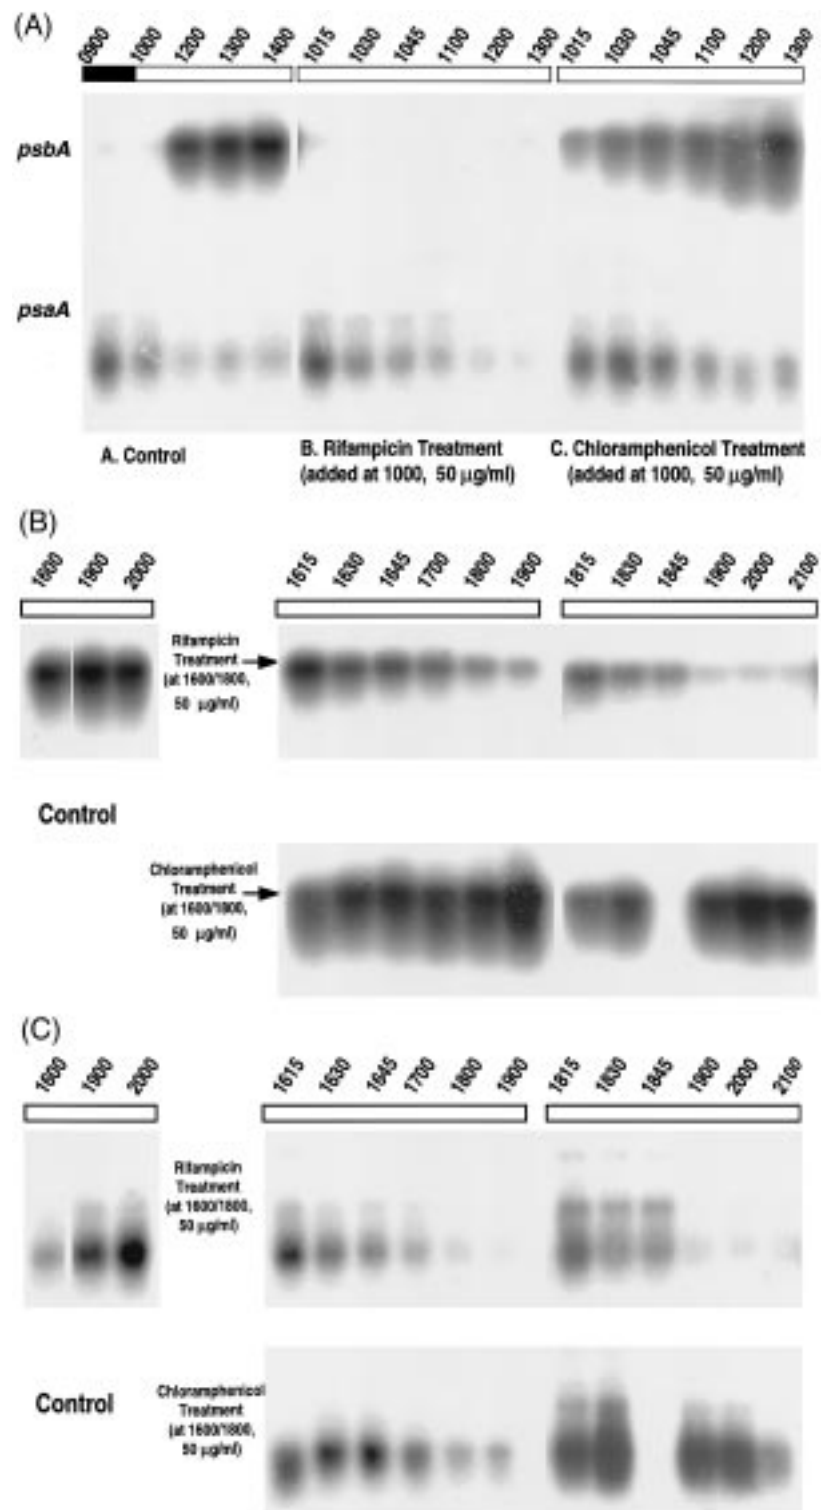 (A)
0900 1000 1200 1300 1400 1015 1030 1045 1100 1200 1300 1015 1030 1045 1100 1200 1300
psbA
psaA
A. Control
B. Rifampicin Treatment
(added at 1000, 50 µg/ml)
C. Chloramphenicol Treatment
(added at 1000, 50 µg/ml)
(B)
1600 1900 2000 1615 1630 1645 1700 1800 1900 1815 1830 1845 1900 2000 2100
Rifampicin
Treatment
(at 1600/1800,
50 µg/ml)
Control
Chloramphenicol
Treatment
(at 1600/1800,
50 µg/ml)
(C)
1600 1900 2000 1615 1630 1645 1700 1800 1900 1815 1830 1845 1900 2000 2100
Rifampicin
Treatment
(at 1600/1800,
50 µg/ml)
Control
Chloramphenicol
Treatment
(at 1600/1800,
50 µg/ml)